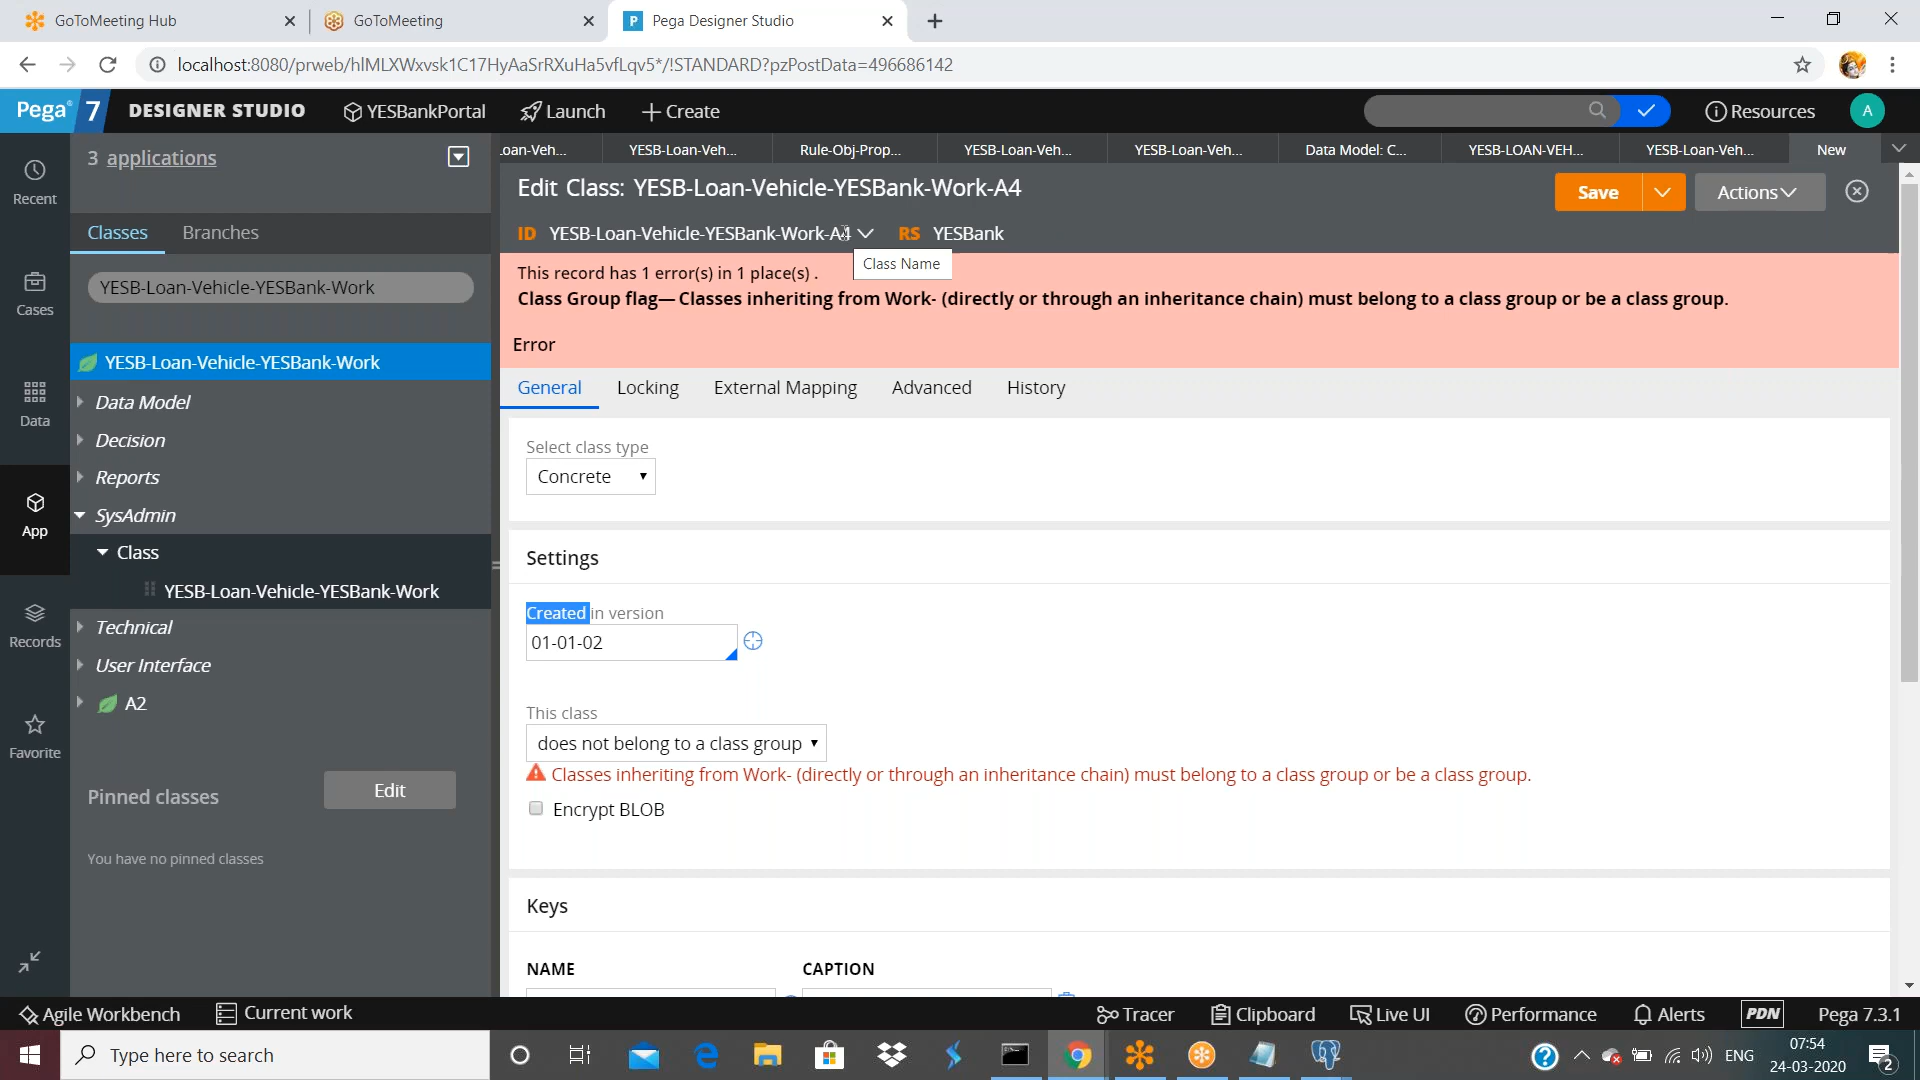 GoToMeeting Hub
GoToMeeting
Pega Designer Studio
localhost:8080/prweb/hlMLXWxvsk1C17HyAaSrRXuHa5vfLqv5*/!STANDARD?pzPostData=496686142
Pega 7 DESIGNER STUDIO YESBankPortal Launch Create Resources A
3 applications
oan-Veh... YESB-Loan-Veh... Rule-Obj-Prop... YESB-Loan-Veh... YESB-Loan-Veh... Data Model: C... YESB-LOAN-VEH... YESB-Loan-Veh... New
Recent
Cases
Data
App
Records
Favorite
Classes Branches
YESB-Loan-Vehicle-YESBank-Work
YESB-Loan-Vehicle-YESBank-Work
Data Model
Decision
Reports
SysAdmin
Class
YESB-Loan-Vehicle-YESBank-Work
Technical
User Interface
A2
Pinned classes Edit
You have no pinned classes
Edit Class: YESB-Loan-Vehicle-YESBank-Work-A4
Save Actions
ID YESB-Loan-Vehicle-YESBank-Work-A4 RS YESBank
Class Name
This record has 1 error(s) in 1 place(s) .
Class Group flag— Classes inheriting from Work- (directly or through an inheritance chain) must belong to a class group or be a class group.
Error
General Locking External Mapping Advanced History
Select class type
Concrete
Settings
Created in version
01-01-02
This class
does not belong to a class group
Classes inheriting from Work- (directly or through an inheritance chain) must belong to a class group or be a class group.
Encrypt BLOB
Keys
NAME CAPTION
Agile Workbench Current work Tracer Clipboard Live UI Performance Alerts PDN Pega 7.3.1
Type here to search
ENG
07:54
24-03-2020
2